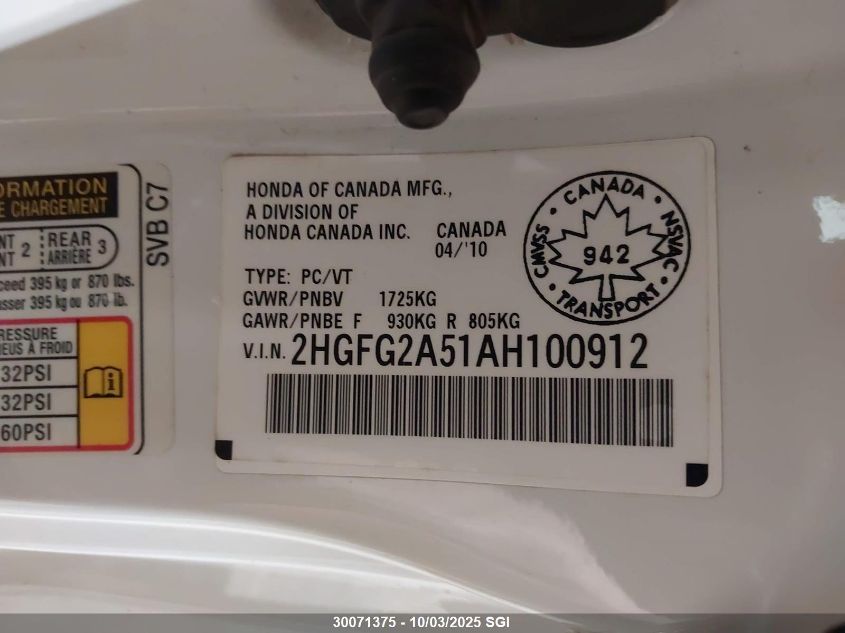 ORMATION
E CHARGEMENT
NT 2 REAR 3
NT ARRIÈRE
ceed 395 kg or 870 lbs.
asser 395 kg ou 870 lb.
RESSURE
NEUS À FROID
32PSI
32PSI
60PSI
SVB C7
HONDA OF CANADA MFG.,
A DIVISION OF
HONDA CANADA INC. CANADA
04/'10
TYPE: PC/VT
GVWR/PNBV 1725KG
GAWR/PNBE F 930KG R 805KG
V.I.N. 2HGFG2A51AH100912
CANADA
CMVSS 942 NSVAC
TRANSPORT
30071375 - 10/03/2025 SGI